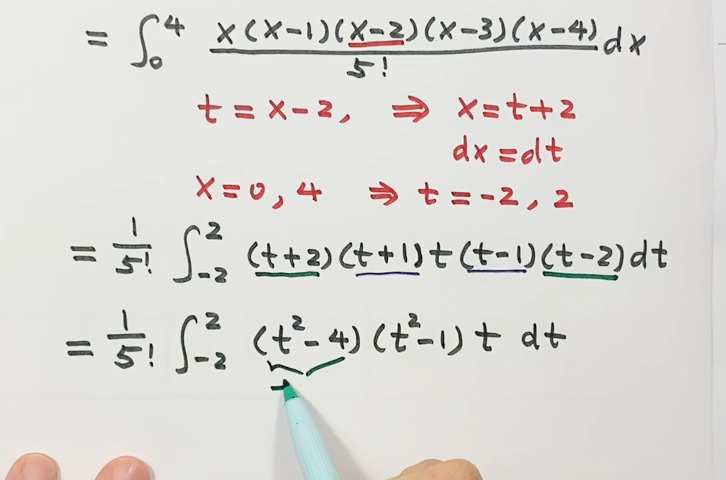 = ∫₀⁴ x(x-1)(x-2)(x-3)(x-4)/5! dx
t = x-2, ⇒ x=t+2
dx=dt
x=0, 4 ⇒ t=-2, 2
= 1/5! ∫₋₂² (t+2)(t+1)t(t-1)(t-2)dt
= 1/5! ∫₋₂² (t²-4)(t²-1)t dt